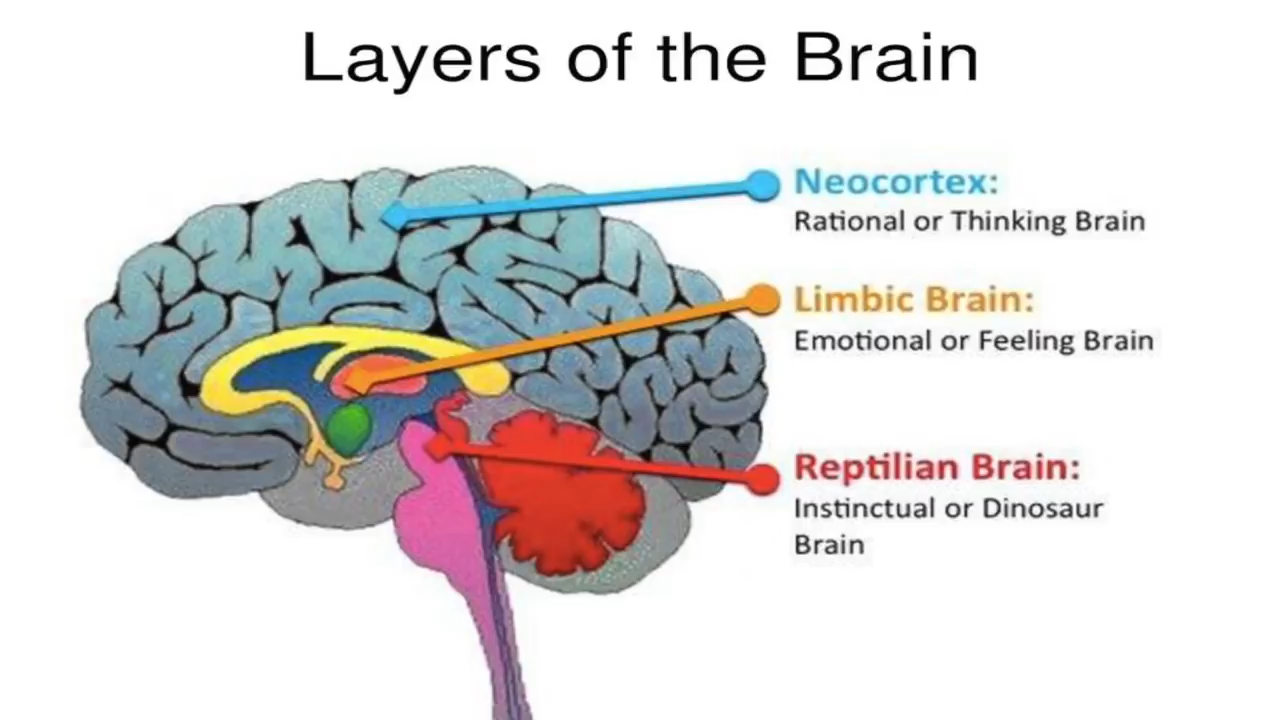 Layers of the Brain
Neocortex:
Rational or Thinking Brain
Limbic Brain:
Emotional or Feeling Brain
Reptilian Brain:
Instinctual or Dinosaur
Brain